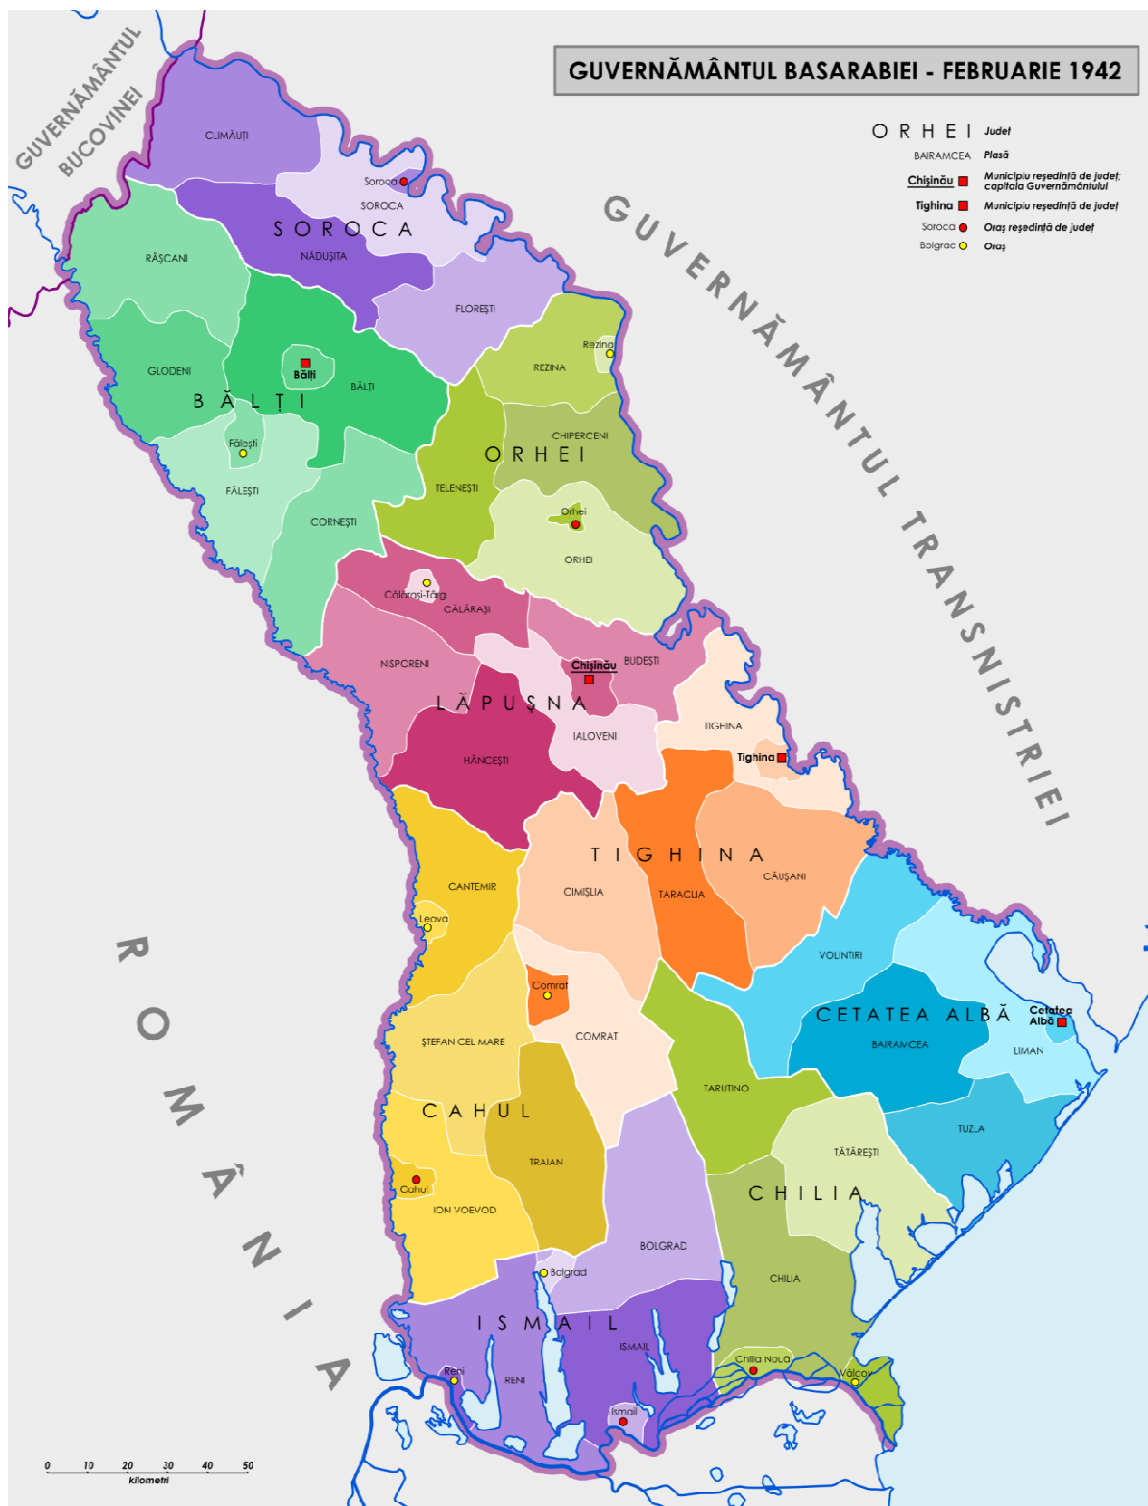 GUVERNĂMÂNTUL BASARABIEI - FEBRUARIE 1942
GUVERNĂMÂNTUL
BUCOVINEI
ORHEI Județ
BAIRAMCEA Plasă
Chișinău Municipiu reședință de județ;
capitala Guvernămôniului
Tighina Municipiu reședință de județ
Soroca Oraș reședință de județ
Bolgrac Oraș
GUVERNĂMÂNTUL TRANSNISTRIEI
ROMÂNIA
CLIMĂUȚI
Soroca
SOROCA
SOROCA
NĂDUȘITA
RÂȘCANI
FLOREȘTI
GLODENI
Bălți
BĂLȚI
BĂLȚI
Rezina
REZINA
CHIPERCENI
ORHEI
Fălești
FĂLEȘTI
TELENEȘTI
CORNEȘTI
Orhei
ORHEI
Călărași-Târg
CĂLĂRAȘI
NISPORENI
Chișinău
BUDEȘTI
LĂPUȘNA
IALOVENI
HÂNCEȘTI
TIGHINA
Tighina
TIGHINA
CIMIȘLIA
TARACLIA
CĂUȘANI
CANTEMIR
Leova
VOLINTIRI
Comrat
COMRAT
CETATEA ALBĂ
Cetatea
Albă
BAIRAMCEA
LIMAN
ȘTEFAN CEL MARE
TARUTINO
CAHUL
TUZLA
TĂTĂREȘTI
TRAIAN
Cahul
ION VOEVOD
CHILIA
BOLGRAD
Bolgrad
CHILIA
ISMAIL
ISMAIL
Reni
RENI
Chilia Nouă
Vâlcov
Ismail
0 10 20 30 40 50
kilometri